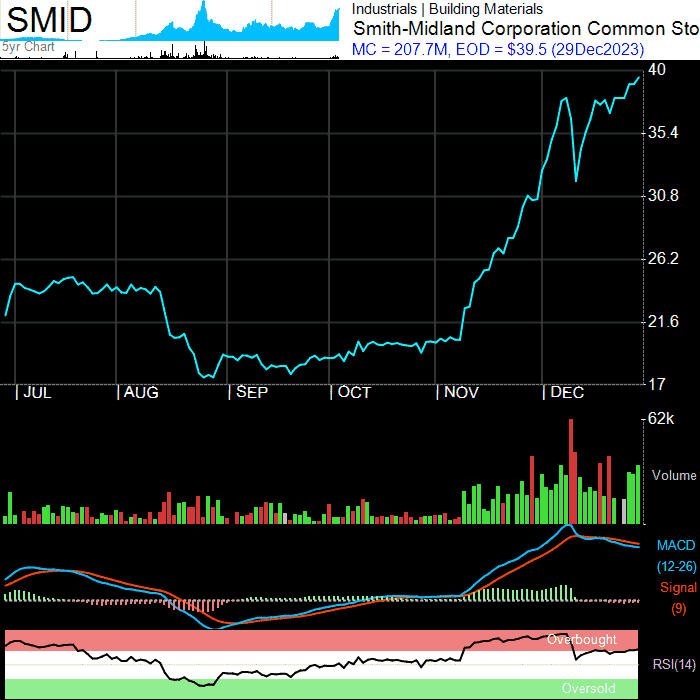 SMID
5yr Chart
Industrials | Building Materials
Smith-Midland Corporation Common Sto
MC = 207.7M, EOD = $39.5 (29Dec2023)
40
35.4
30.8
26.2
21.6
17
JUL AUG SEP OCT NOV DEC
62k
Volume
MACD
(12-26)
Signal
(9)
Overbought
RSI(14)
Oversold